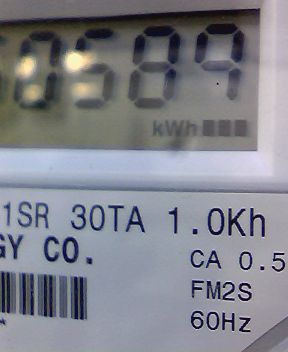 0589
kWh
1SR 30TA 1.0Kh
GY CO.
CA 0.5
FM2S
60Hz